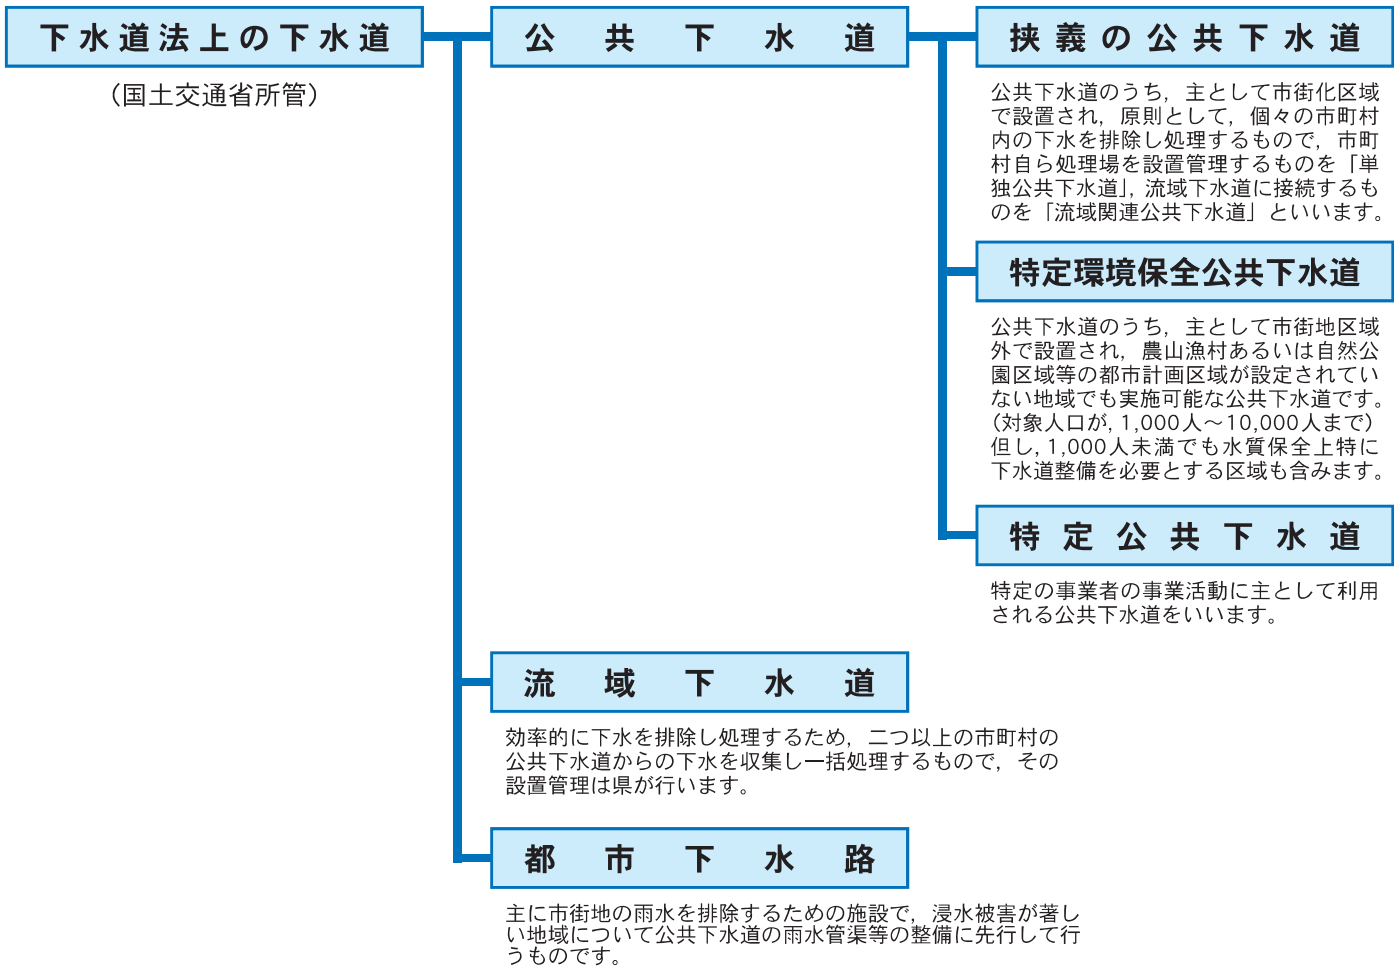 下水道法上の下水道
（国土交通省所管）
公共下水道
狭義の公共下水道
公共下水道のうち，主として市街化区域
で設置され，原則として，個々の市町村
内の下水を排除し処理するもので，市町
村自ら処理場を設置管理するものを「単
独公共下水道」，流域下水道に接続するも
のを「流域関連公共下水道」といいます。
特定環境保全公共下水道
公共下水道のうち，主として市街地区域
外で設置され，農山漁村あるいは自然公
園区域等の都市計画区域が設定されてい
ない地域でも実施可能な公共下水道です。
（対象人口が，1,000人～10,000人まで）
但し，1,000人未満でも水質保全上特に
下水道整備を必要とする区域も含みます。
特定公共下水道
特定の事業者の事業活動に主として利用
される公共下水道をいいます。
流域下水道
効率的に下水を排除し処理するため，二つ以上の市町村の
公共下水道からの下水を収集し一括処理するもので，その
設置管理は県が行います。
都市下水路
主に市街地の雨水を排除するための施設で，浸水被害が著し
い地域について公共下水道の雨水管渠等の整備に先行して行
うものです。